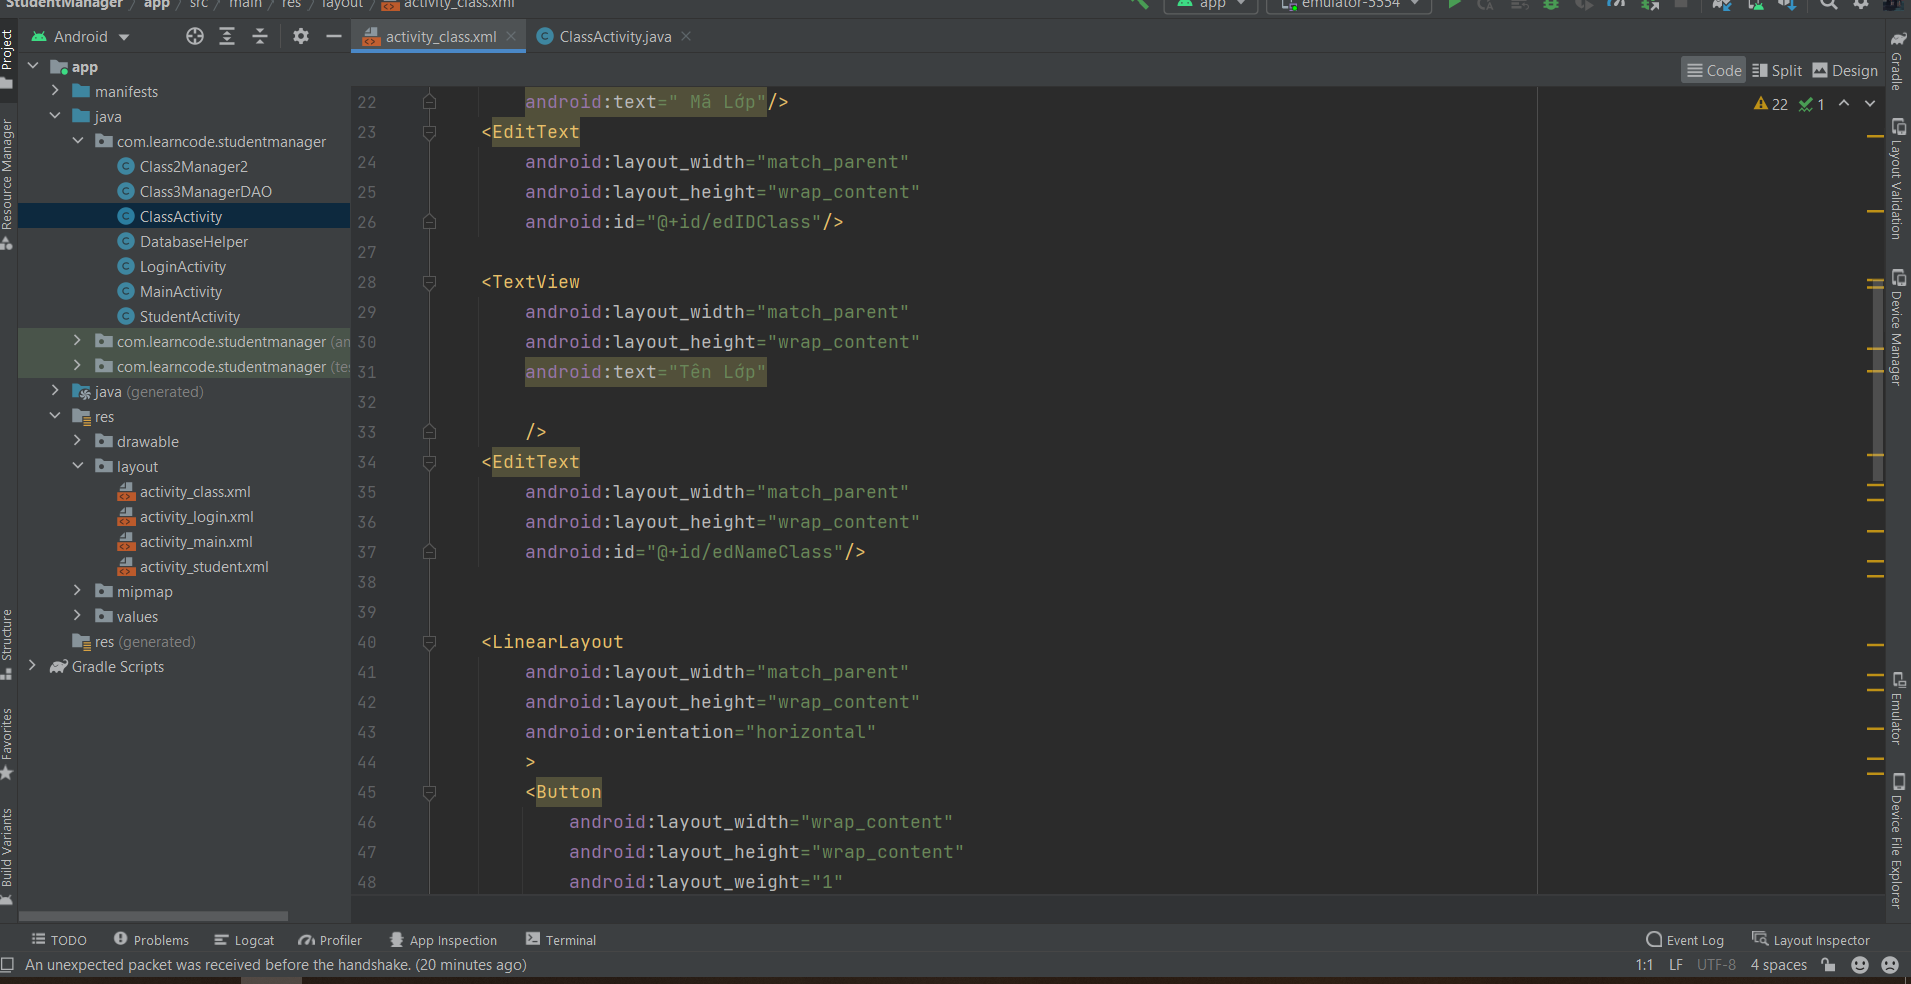 StudentManager / app / src / main / res / layout / activity_class.xml
app
emulator-5554
Project
Android
activity_class.xml
ClassActivity.java
Code
Split
Design
app
manifests
java
com.learncode.studentmanager
Class2Manager2
Class3ManagerDAO
ClassActivity
DatabaseHelper
LoginActivity
MainActivity
StudentActivity
com.learncode.studentmanager (an
com.learncode.studentmanager (te
java (generated)
res
drawable
layout
activity_class.xml
activity_login.xml
activity_main.xml
activity_student.xml
mipmap
values
res (generated)
Gradle Scripts
Resource Manager
Structure
Favorites
Build Variants
22 android:text=" Mã Lớp"/>
23 <EditText
24 android:layout_width="match_parent"
25 android:layout_height="wrap_content"
26 android:id="@+id/edIDClass"/>
27
28 <TextView
29 android:layout_width="match_parent"
30 android:layout_height="wrap_content"
31 android:text="Tên Lớp"
32
33 />
34 <EditText
35 android:layout_width="match_parent"
36 android:layout_height="wrap_content"
37 android:id="@+id/edNameClass"/>
38
39
40 <LinearLayout
41 android:layout_width="match_parent"
42 android:layout_height="wrap_content"
43 android:orientation="horizontal"
44 >
45 <Button
46 android:layout_width="wrap_content"
47 android:layout_height="wrap_content"
48 android:layout_weight="1"
22 1
Gradle
Layout Validation
Device Manager
Emulator
Device File Explorer
TODO
Problems
Logcat
Profiler
App Inspection
Terminal
Event Log
Layout Inspector
An unexpected packet was received before the handshake. (20 minutes ago)
1:1 LF UTF-8 4 spaces